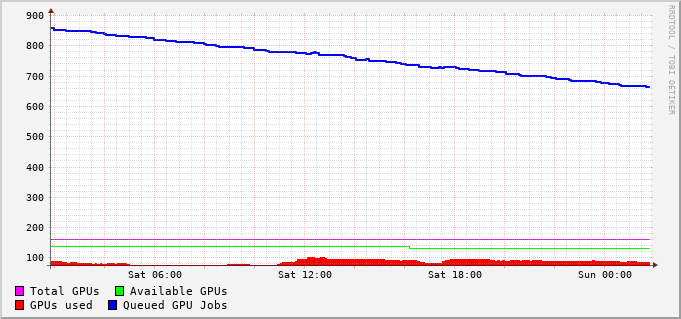 900
800
700
600
500
400
300
200
100
Sat 06:00 Sat 12:00 Sat 18:00 Sun 00:00
Total GPUs Available GPUs
GPUs used Queued GPU Jobs
RRDTOOL / TOBI OETIKER